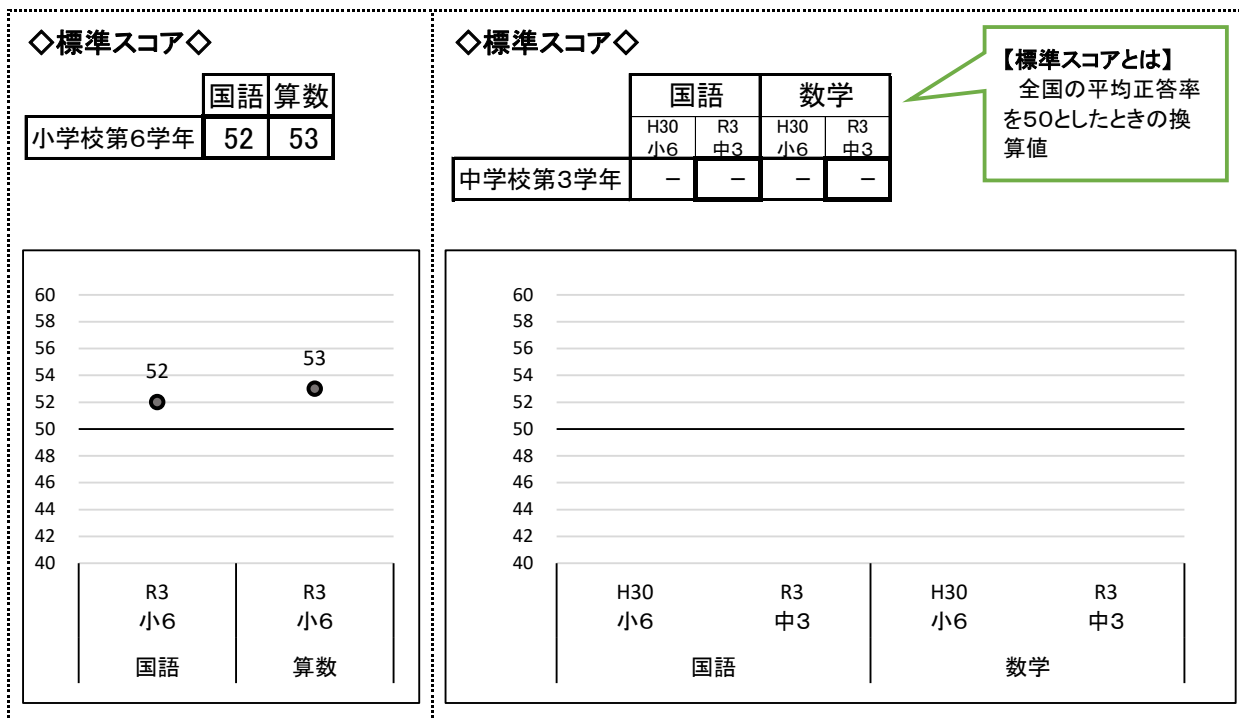 ◇標準スコア◇
国語 算数
小学校第6学年 52 53
60
58
56
54
52
50
48
46
44
42
40
52
53
R3 R3
小6 小6
国語 算数
◇標準スコア◇
国語 数学
H30 R3 H30 R3
小6 中3 小6 中3
中学校第3学年 － － － －
【標準スコアとは】
全国の平均正答率
を50としたときの換
算値
60
58
56
54
52
50
48
46
44
42
40
H30 R3 H30 R3
小6 中3 小6 中3
国語 数学